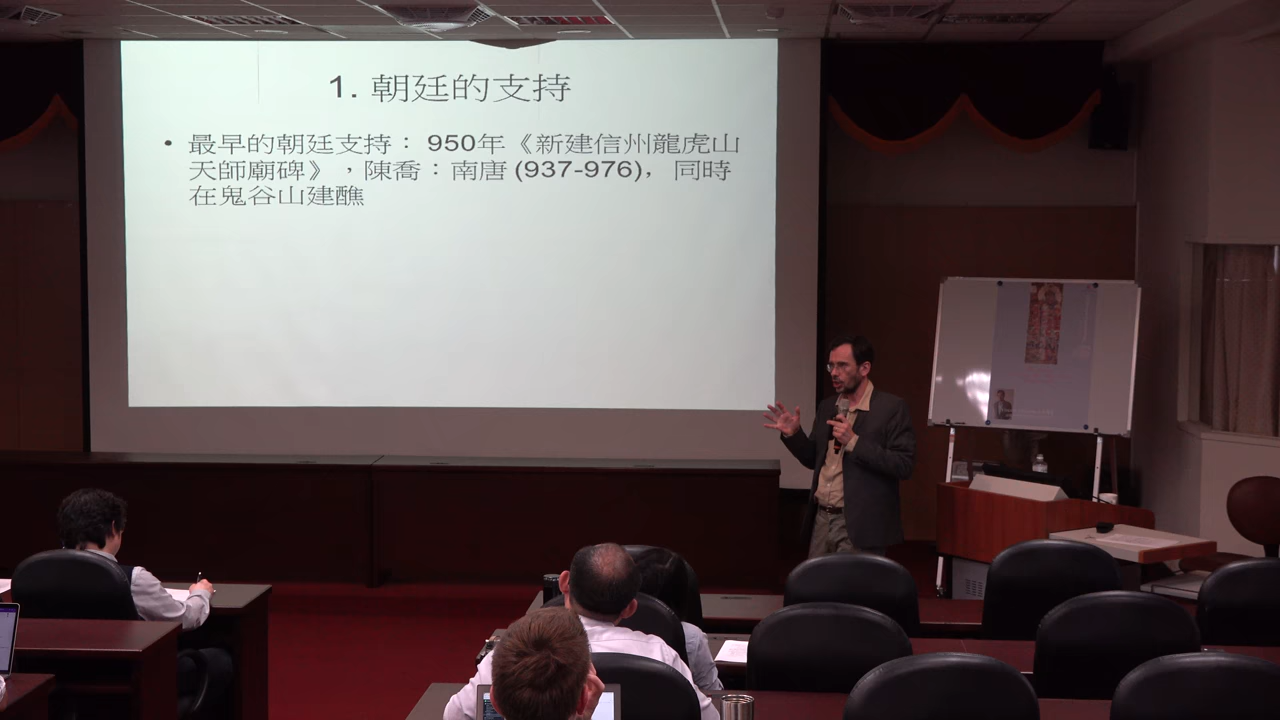 1. 朝廷的支持
• 最早的朝廷支持： 950年《新建信州龍虎山
天師廟碑》，陳喬：南唐 (937-976)， 同時
在鬼谷山建醮